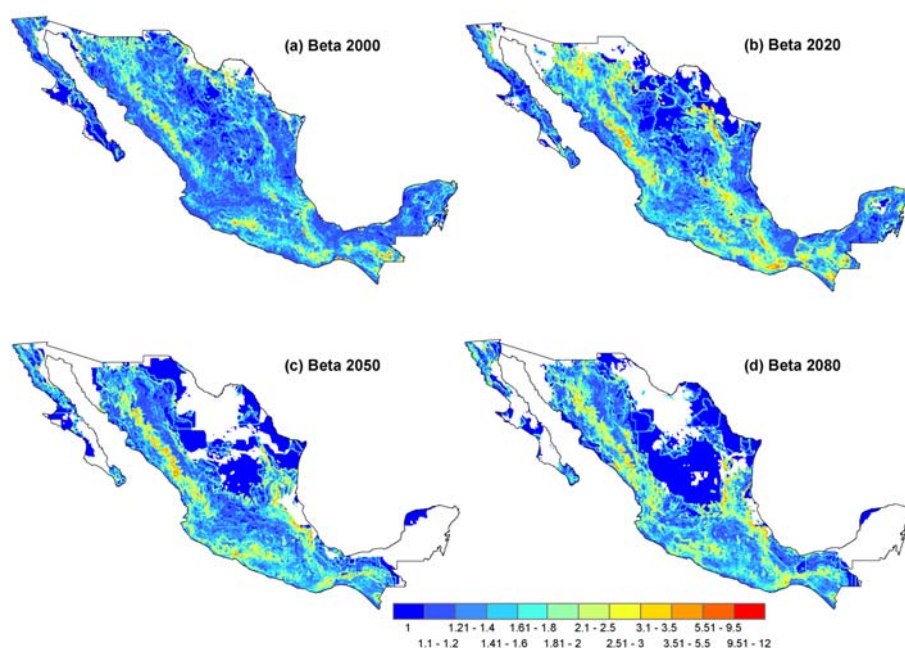 (a) Beta 2000
(b) Beta 2020
(c) Beta 2050
(d) Beta 2080
1 1.21 - 1.4 1.61 - 1.8 2.1 - 2.5 3.1 - 3.5 5.51 - 9.5
1.1 - 1.2 1.41 - 1.6 1.81 - 2 2.51 - 3 3.51 - 5.5 9.51 - 12